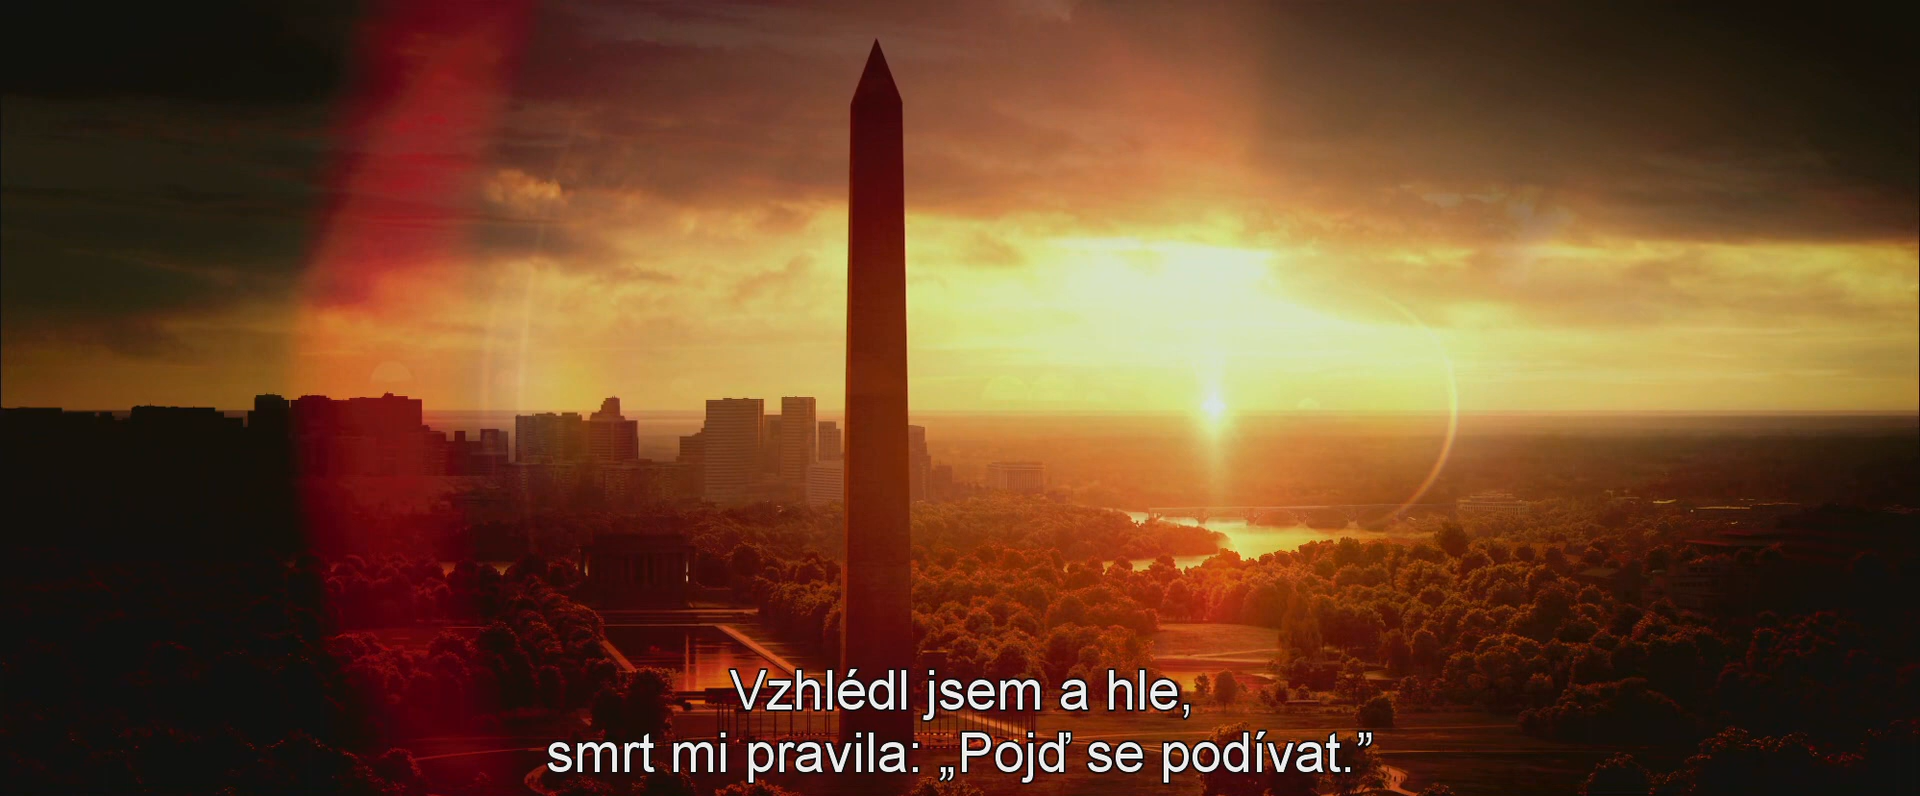 Vzhlédl jsem a hle,
smrt mi pravila: „Pojď se podívat.”